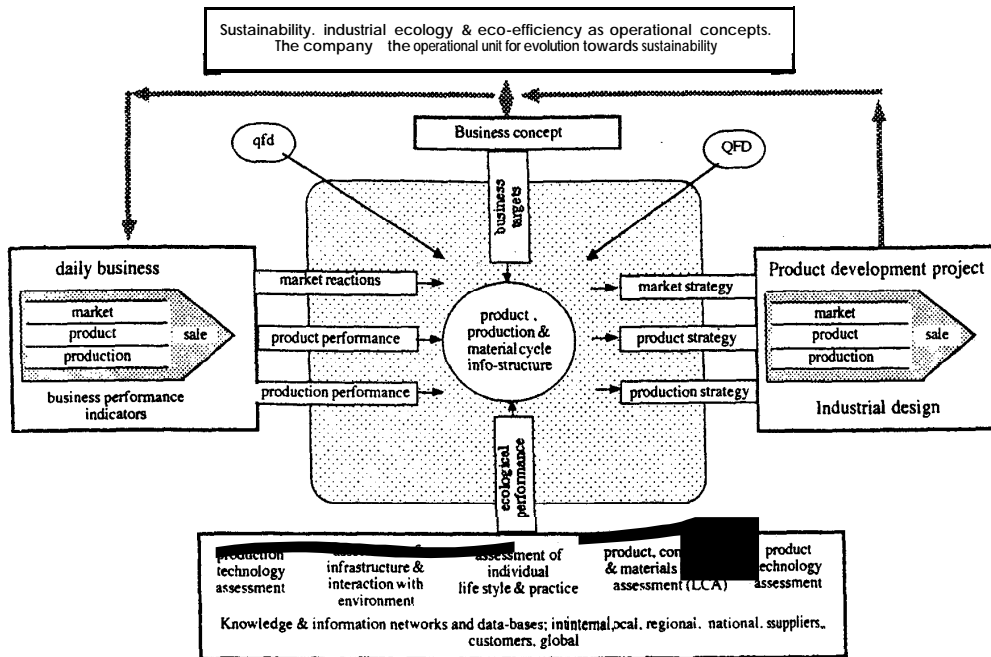 Sustainability. industrial ecology & eco-efficiency as operational concepts.
The company the operational unit for evolution towards sustainability
Business concept
qfd
QFD
business
targets
daily business
market
product
production
sale
business performance
indicators
market reactions
product performance
production performance
product,
production &
material cycle
info-structure
market strategy
product strategy
production strategy
Product development project
market
product
production
sale
Industrial design
ecological
performance
production
technology
assessment
infrastructure &
interaction with
environment
assessment of
individual
life style & practice
product,
& materials
assessment (LCA)
product
technology
assessment
Knowledge & information networks and data-bases; regional. national. suppliers,
customers, global